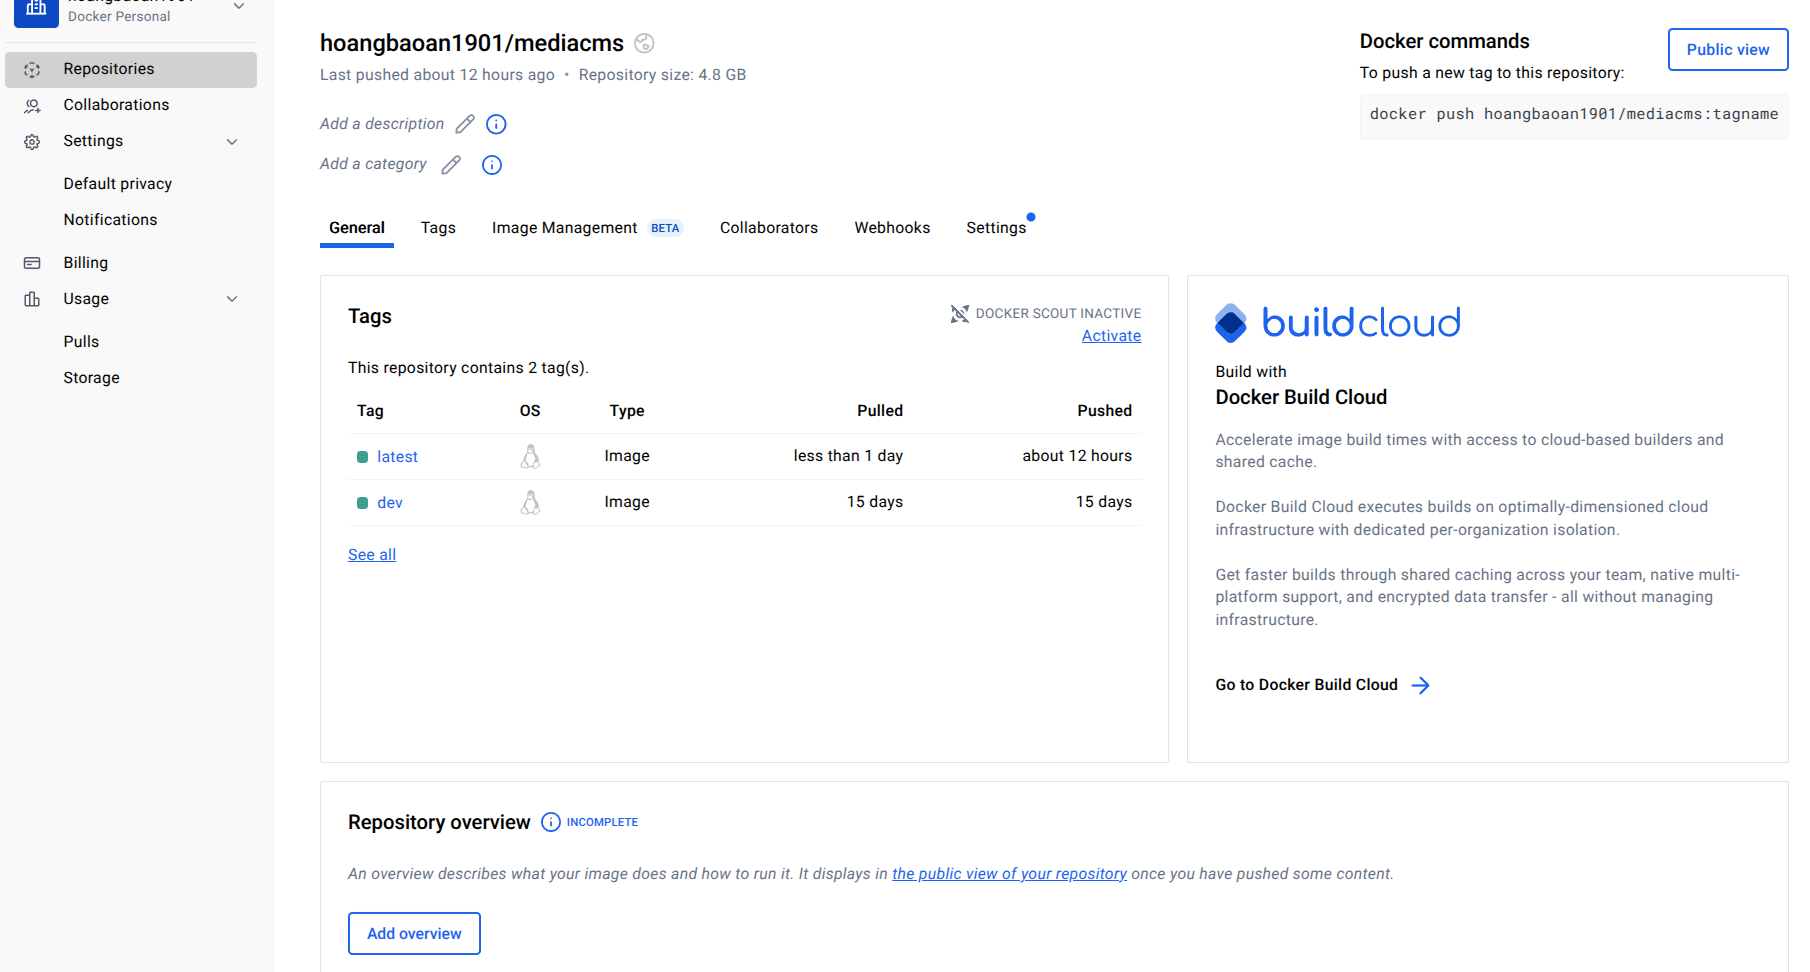 Docker Personal
Repositories
Collaborations
Settings
Default privacy
Notifications
Billing
Usage
Pulls
Storage
hoangbaoan1901/mediacms
Last pushed about 12 hours ago • Repository size: 4.8 GB
Add a description
Add a category
Docker commands
Public view
To push a new tag to this repository:
docker push hoangbaoan1901/mediacms:tagname
General Tags Image Management BETA Collaborators Webhooks Settings
Tags
DOCKER SCOUT INACTIVE
Activate
This repository contains 2 tag(s).
Tag OS Type Pulled Pushed
latest Image less than 1 day about 12 hours
dev Image 15 days 15 days
See all
buildcloud
Build with
Docker Build Cloud
Accelerate image build times with access to cloud-based builders and
shared cache.
Docker Build Cloud executes builds on optimally-dimensioned cloud
infrastructure with dedicated per-organization isolation.
Get faster builds through shared caching across your team, native multi-
platform support, and encrypted data transfer - all without managing
infrastructure.
Go to Docker Build Cloud
Repository overview INCOMPLETE
An overview describes what your image does and how to run it. It displays in the public view of your repository once you have pushed some content.
Add overview